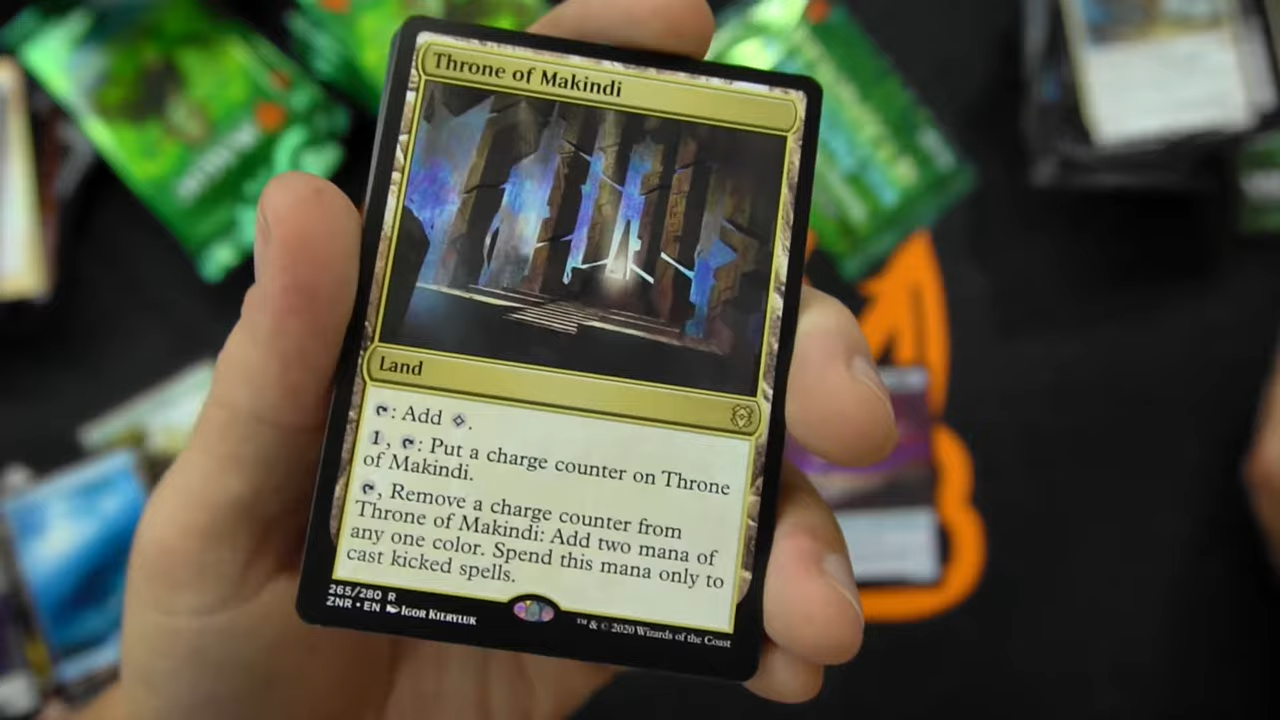 Throne of Makindi
Land
: Add .
1, : Put a charge counter on Throne
of Makindi.
, Remove a charge counter from
Throne of Makindi: Add two mana of
any one color. Spend this mana only to
cast kicked spells.
265/280 R
ZNR • EN IGOR KIERYLUK
™ & © 2020 Wizards of the Coast